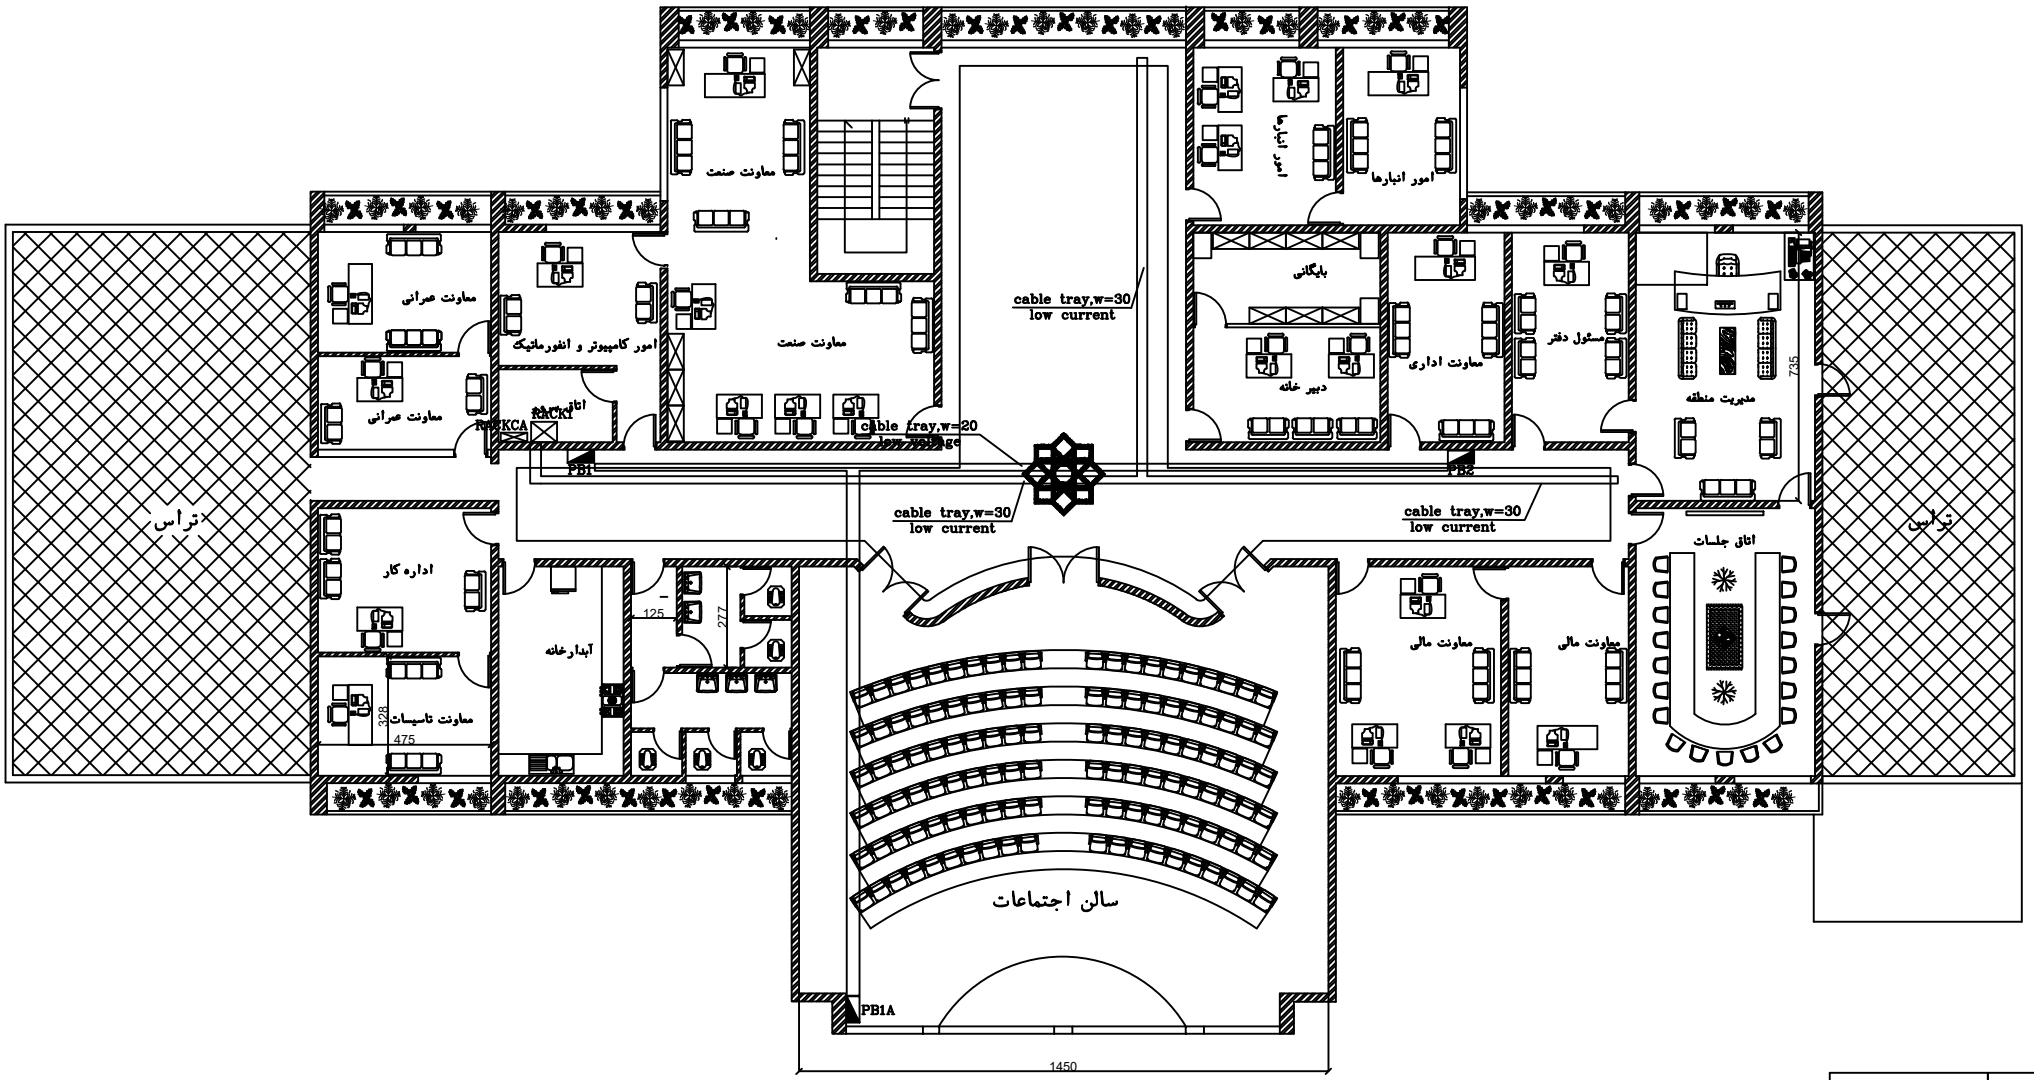 معاونت صنعت
امور انبارها
امور انبارها
بایگانی
معاونت عمرانی
cable tray,w=30
low current
امور کامپیوتر و انفورماتیک
معاونت صنعت
مسئول دفتر
معاونت اداری
735
دبیر خانه
مدیریت منطقه
معاونت عمرانی
اتاق
RACK1
RACKCA
cable tray,w=20
low voltage
PB1
PB2
cable tray,w=30
low current
cable tray,w=30
low current
تراس
تراس
اتاق جلسات
اداره کار
125
277
آبدارخانه
معاونت مالی
معاونت مالی
328
معاونت تاسیسات
475
سالن اجتماعات
PB1A
1450